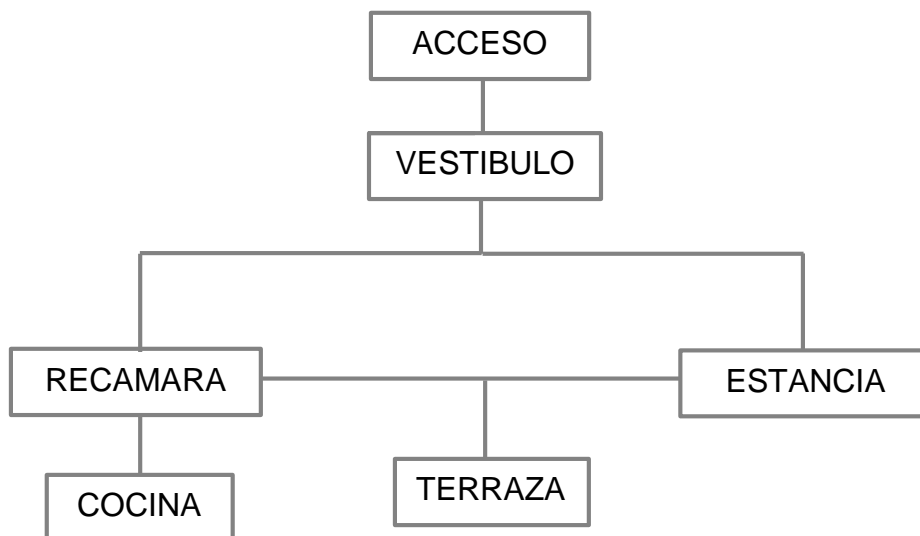 ACCESO
VESTIBULO
RECAMARA
ESTANCIA
COCINA
TERRAZA